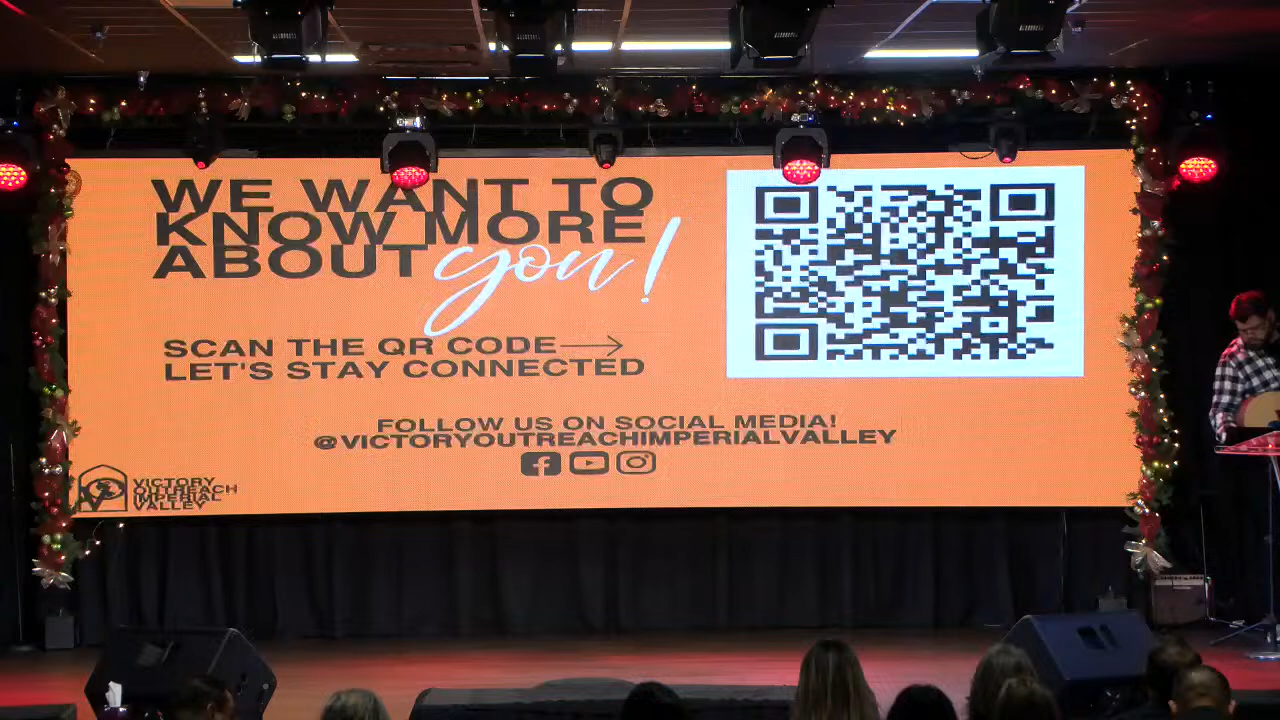 WE WANT TO
KNOW MORE
ABOUT you!
SCAN THE QR CODE
LET'S STAY CONNECTED
FOLLOW US ON SOCIAL MEDIA!
@VICTORYOUTREACHIMPERIALVALLEY
VICTORY
OUTREACH
IMPERIAL
VALLEY